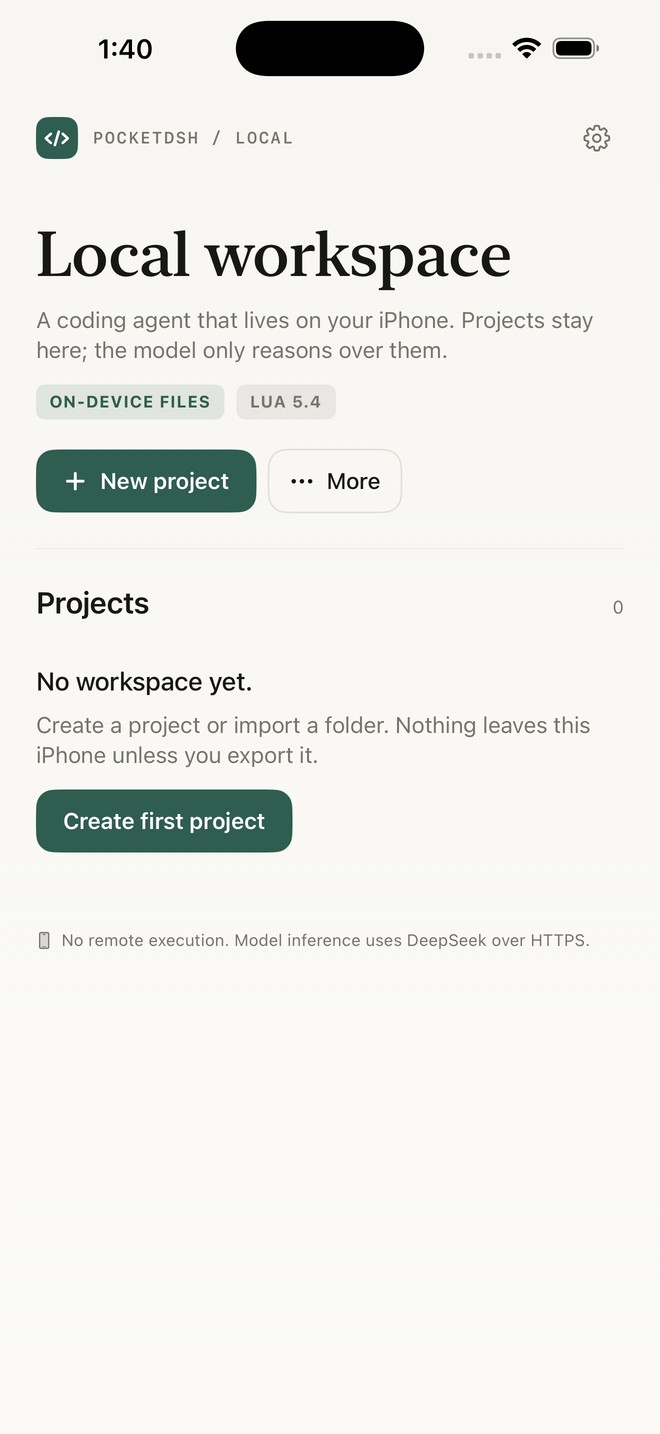 1:40
POCKETDSH / LOCAL
Local workspace
A coding agent that lives on your iPhone. Projects stay
here; the model only reasons over them.
ON-DEVICE FILES
LUA 5.4
+ New project
··· More
Projects
0
No workspace yet.
Create a project or import a folder. Nothing leaves this
iPhone unless you export it.
Create first project
No remote execution. Model inference uses DeepSeek over HTTPS.